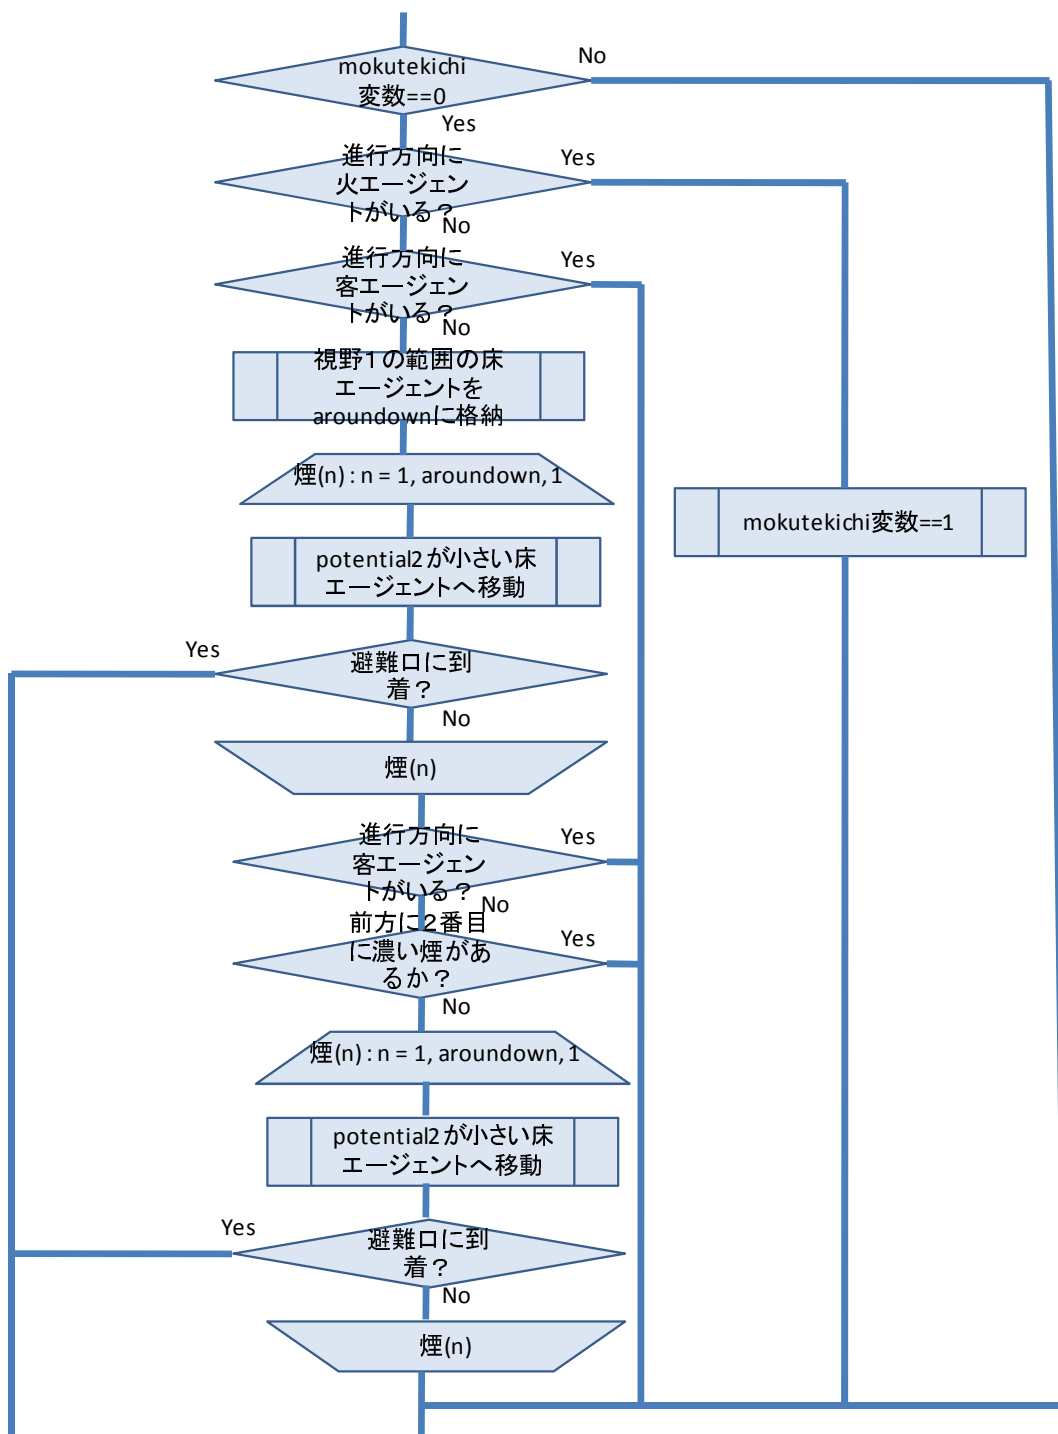 No
mokutekichi
変数==0
Yes
進行方向に
火エージェン
トがいる？
Yes
No
進行方向に
客エージェン
トがいる？
Yes
No
視野1の範囲の床
エージェントを
aroundownに格納
煙(n) : n = 1, aroundown, 1
mokutekichi変数==1
potential2が小さい床
エージェントへ移動
Yes
避難口に到
着？
No
煙(n)
進行方向に
客エージェン
トがいる？
Yes
No
前方に2番目
に濃い煙があ
るか？
Yes
No
煙(n) : n = 1, aroundown, 1
potential2が小さい床
エージェントへ移動
Yes
避難口に到
着？
No
煙(n)